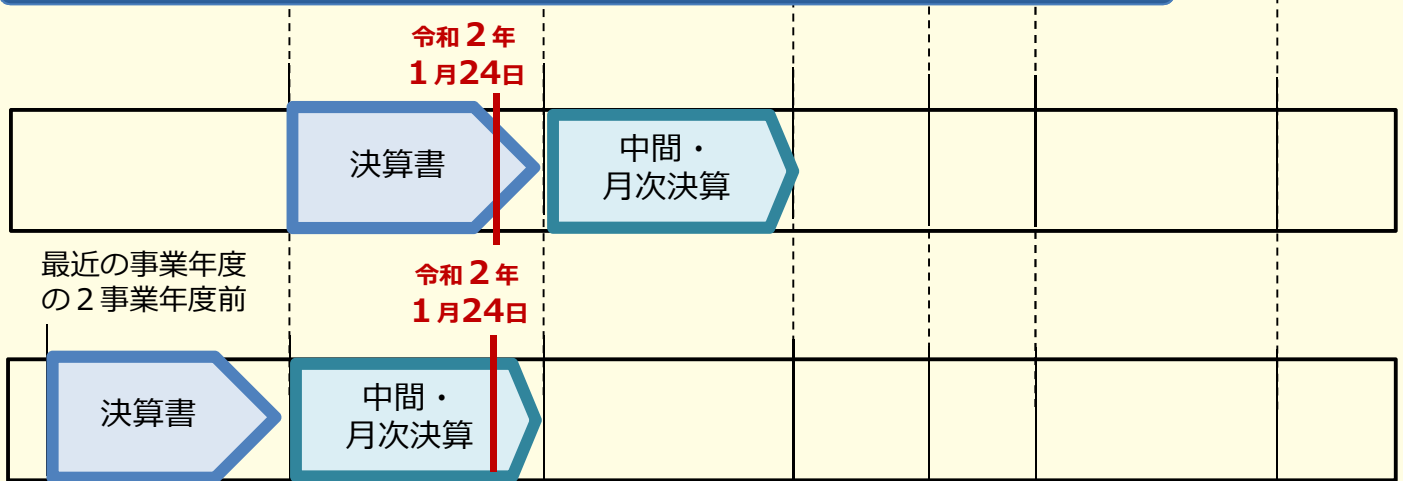 令和２年
１月24日
決算書
中間・
月次決算
最近の事業年度
の２事業年度前
令和２年
１月24日
決算書
中間・
月次決算